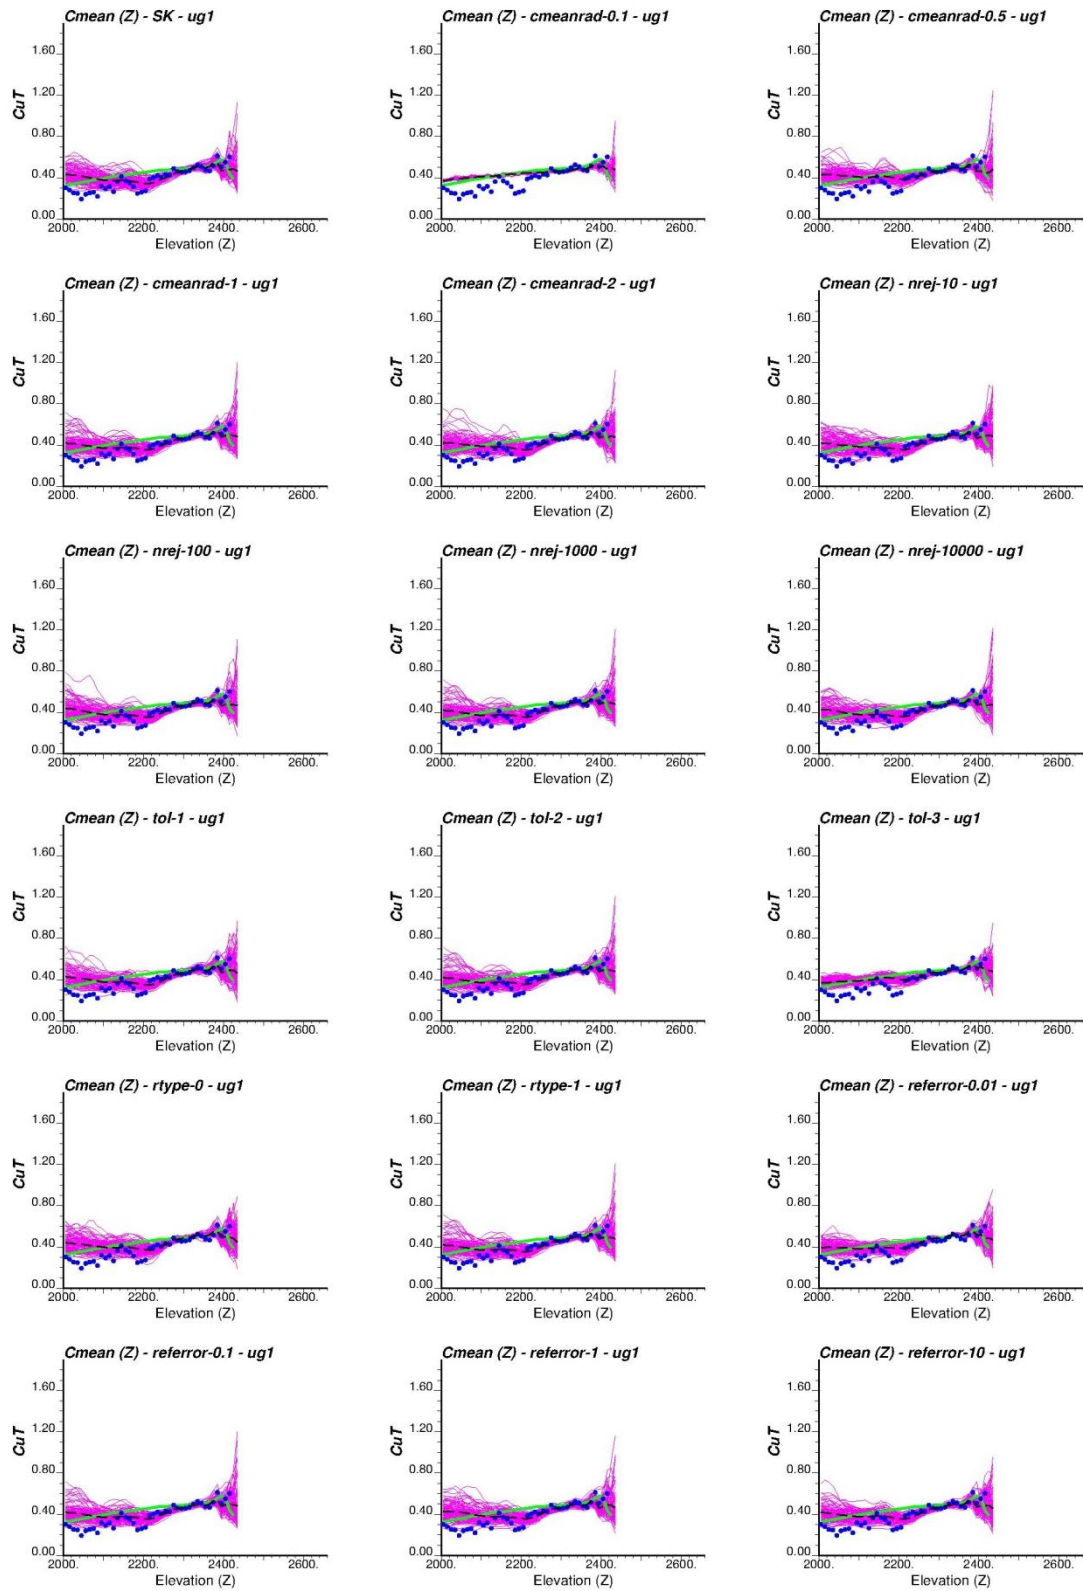 Cmean (Z) - SK - ug1
CuT
1.60
1.20
0.80
0.40
0.00
2000. 2200. 2400. 2600.
Elevation (Z)
Cmean (Z) - cmeanrad-0.1 - ug1
CuT
1.60
1.20
0.80
0.40
0.00
2000. 2200. 2400. 2600.
Elevation (Z)
Cmean (Z) - cmeanrad-0.5 - ug1
CuT
1.60
1.20
0.80
0.40
0.00
2000. 2200. 2400. 2600.
Elevation (Z)
Cmean (Z) - cmeanrad-1 - ug1
CuT
1.60
1.20
0.80
0.40
0.00
2000. 2200. 2400. 2600.
Elevation (Z)
Cmean (Z) - cmeanrad-2 - ug1
CuT
1.60
1.20
0.80
0.40
0.00
2000. 2200. 2400. 2600.
Elevation (Z)
Cmean (Z) - nrej-10 - ug1
CuT
1.60
1.20
0.80
0.40
0.00
2000. 2200. 2400. 2600.
Elevation (Z)
Cmean (Z) - nrej-100 - ug1
CuT
1.60
1.20
0.80
0.40
0.00
2000. 2200. 2400. 2600.
Elevation (Z)
Cmean (Z) - nrej-1000 - ug1
CuT
1.60
1.20
0.80
0.40
0.00
2000. 2200. 2400. 2600.
Elevation (Z)
Cmean (Z) - nrej-10000 - ug1
CuT
1.60
1.20
0.80
0.40
0.00
2000. 2200. 2400. 2600.
Elevation (Z)
Cmean (Z) - tol-1 - ug1
CuT
1.60
1.20
0.80
0.40
0.00
2000. 2200. 2400. 2600.
Elevation (Z)
Cmean (Z) - tol-2 - ug1
CuT
1.60
1.20
0.80
0.40
0.00
2000. 2200. 2400. 2600.
Elevation (Z)
Cmean (Z) - tol-3 - ug1
CuT
1.60
1.20
0.80
0.40
0.00
2000. 2200. 2400. 2600.
Elevation (Z)
Cmean (Z) - rtype-0 - ug1
CuT
1.60
1.20
0.80
0.40
0.00
2000. 2200. 2400. 2600.
Elevation (Z)
Cmean (Z) - rtype-1 - ug1
CuT
1.60
1.20
0.80
0.40
0.00
2000. 2200. 2400. 2600.
Elevation (Z)
Cmean (Z) - referror-0.01 - ug1
CuT
1.60
1.20
0.80
0.40
0.00
2000. 2200. 2400. 2600.
Elevation (Z)
Cmean (Z) - referror-0.1 - ug1
CuT
1.60
1.20
0.80
0.40
0.00
2000. 2200. 2400. 2600.
Elevation (Z)
Cmean (Z) - referror-1 - ug1
CuT
1.60
1.20
0.80
0.40
0.00
2000. 2200. 2400. 2600.
Elevation (Z)
Cmean (Z) - referror-10 - ug1
CuT
1.60
1.20
0.80
0.40
0.00
2000. 2200. 2400. 2600.
Elevation (Z)